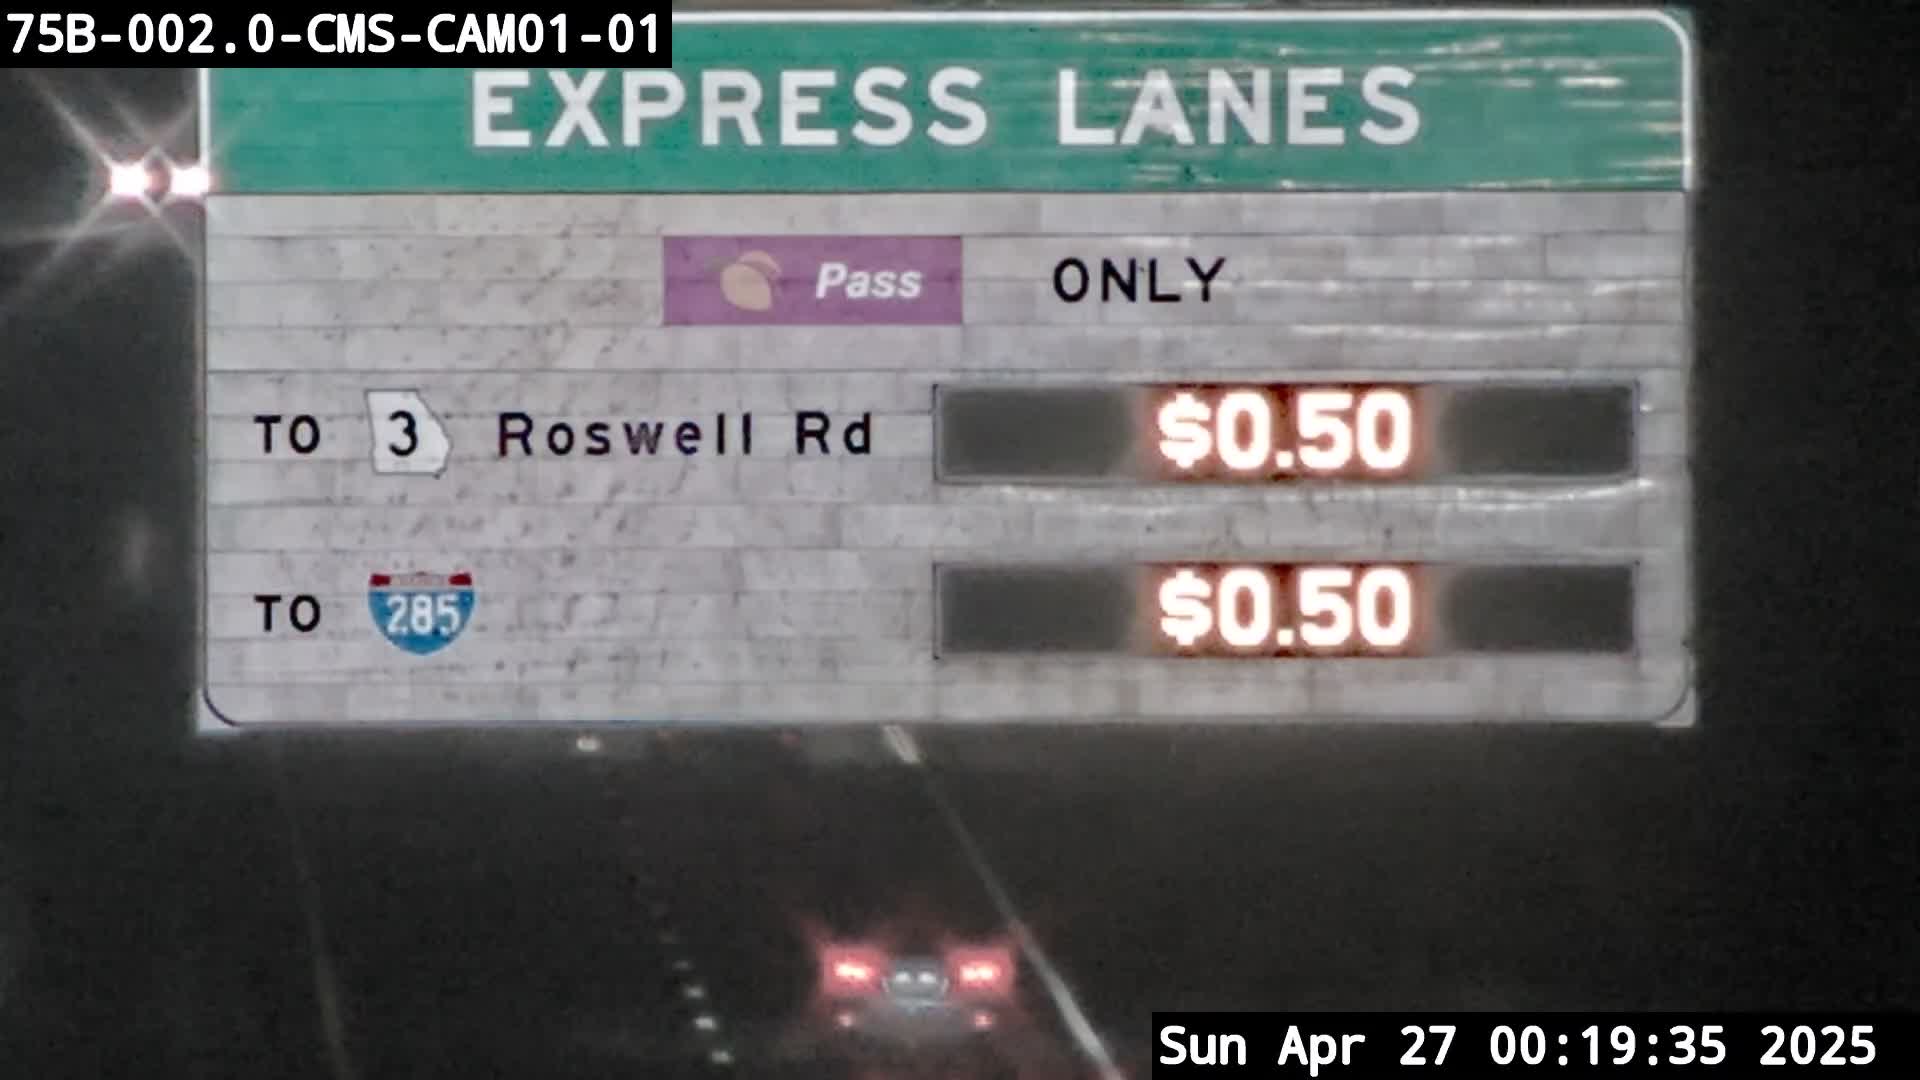 75B-002.0-CMS-CAM01-01
EXPRESS LANES
Pass ONLY
TO 3 Roswell Rd $0.50
TO 285 $0.50
Sun Apr 27 00:19:35 2025